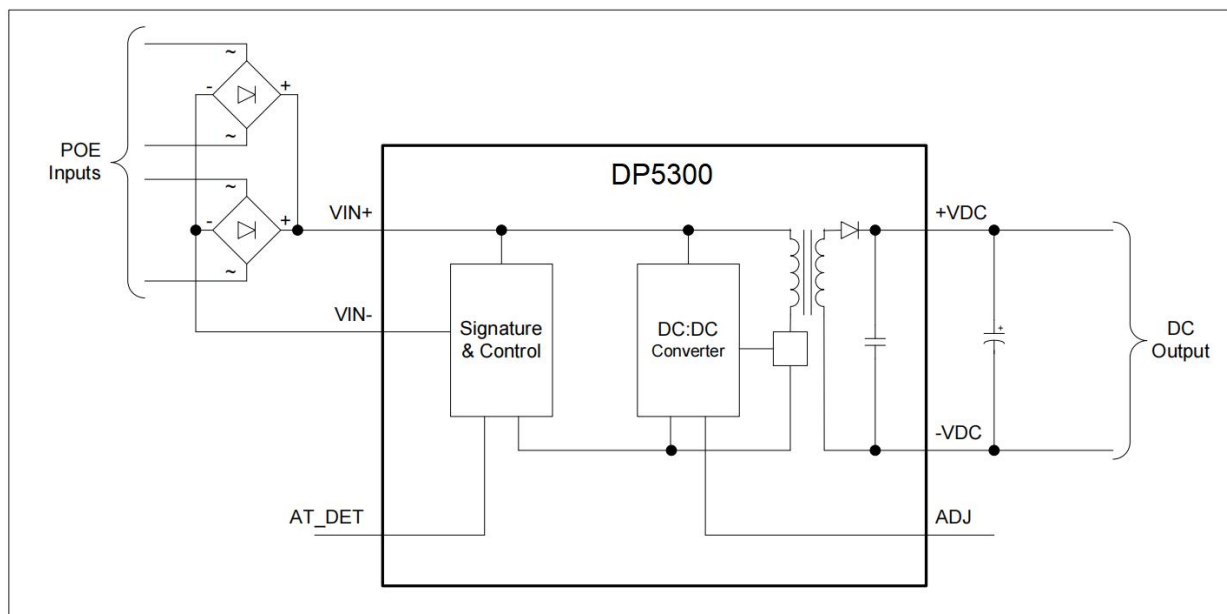 ~
-
+
~
POE
Inputs
~
-
+
~
DP5300
VIN+
VIN-
Signature
& Control
DC:DC
Converter
+VDC
+
DC
Output
-VDC
AT_DET
ADJ